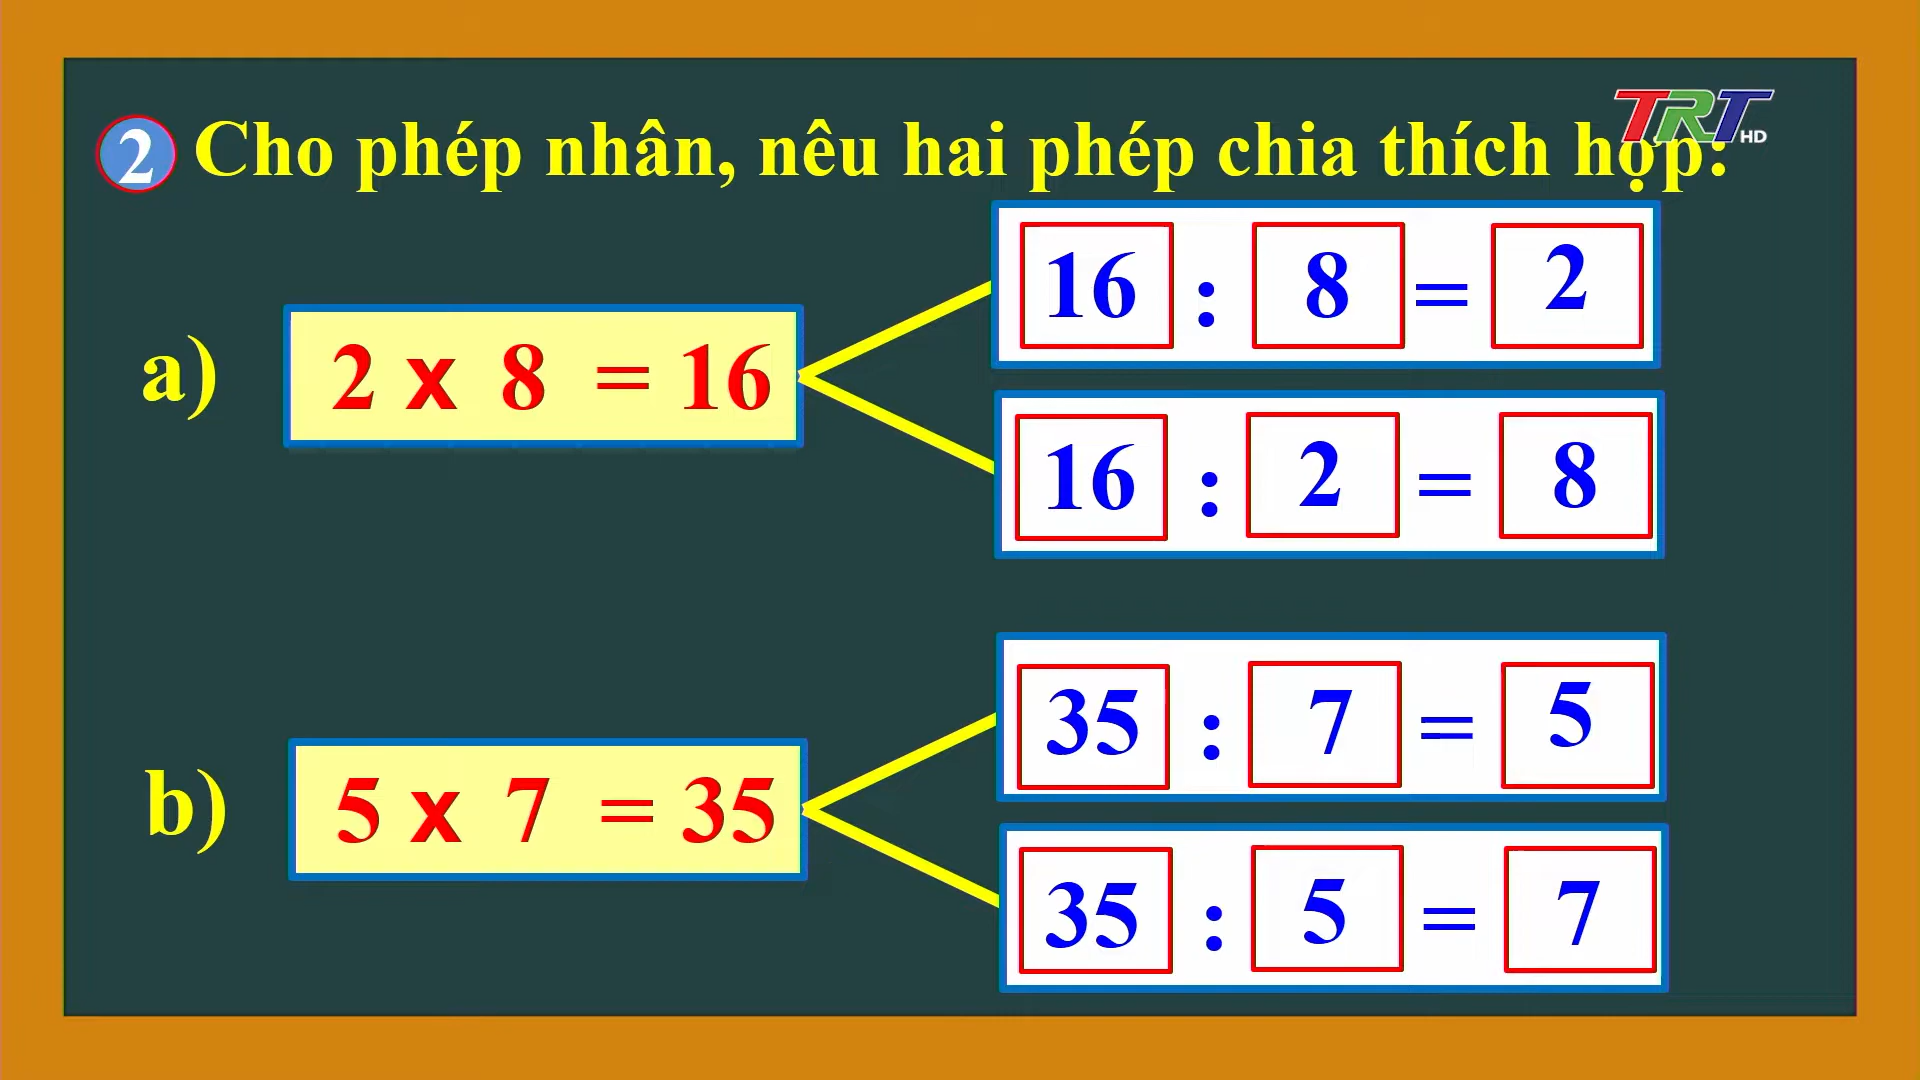 2 Cho phép nhân, nêu hai phép chia thích hợp:
TRT HD
a) 2 x 8 = 16
16 : 8 = 2
16 : 2 = 8
b) 5 x 7 = 35
35 : 7 = 5
35 : 5 = 7